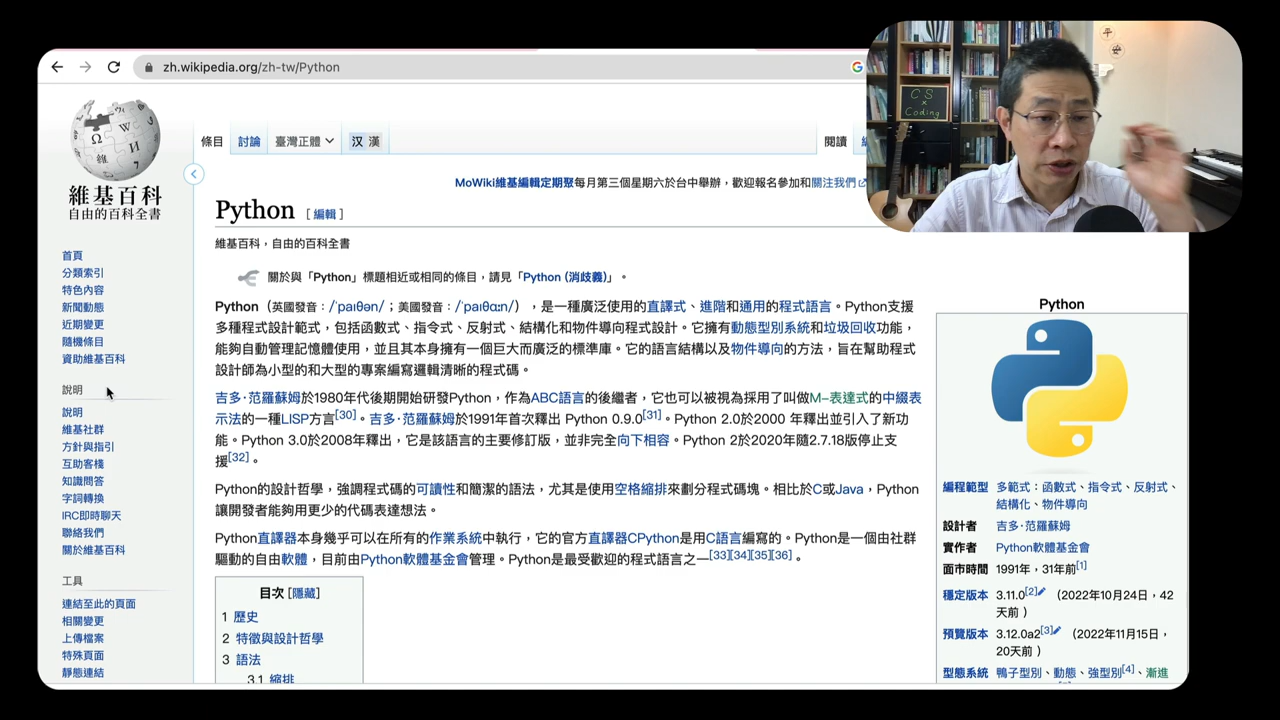 zh.wikipedia.org/zh-tw/Python
平
CS
x
Coding
W
Ω
И
維
維基百科
自由的百科全書
條目 討論 臺灣正體 汉 漢 閱讀
MoWiki維基編輯定期聚每月第三個星期六於台中舉辦，歡迎報名參加和關注我們
Python [編輯]
維基百科，自由的百科全書
關於與「Python」標題相近或相同的條目，請見「Python (消歧義)」。
Python（英國發音：/ˈpaɪθən/；美國發音：/ˈpaɪθɑːn/），是一種廣泛使用的直譯式、進階和通用的程式語言。Python支援
多種程式設計範式，包括函數式、指令式、反射式、結構化和物件導向程式設計。它擁有動態型別系統和垃圾回收功能，
能夠自動管理記憶體使用，並且其本身擁有一個巨大而廣泛的標準庫。它的語言結構以及物件導向的方法，旨在幫助程式
設計師為小型的和大型的專案編寫邏輯清晰的程式碼。
吉多·范羅蘇姆於1980年代後期開始研發Python，作為ABC語言的後繼者，它也可以被視為採用了叫做M-表達式的中綴表
示法的一種LISP方言[30]。吉多·范羅蘇姆於1991年首次釋出 Python 0.9.0[31]。Python 2.0於2000 年釋出並引入了新功
能。Python 3.0於2008年釋出，它是該語言的主要修訂版，並非完全向下相容。Python 2於2020年隨2.7.18版停止支
援[32]。
Python的設計哲學，強調程式碼的可讀性和簡潔的語法，尤其是使用空格縮排來劃分程式碼塊。相比於C或Java，Python
讓開發者能夠用更少的代碼表達想法。
Python直譯器本身幾乎可以在所有的作業系統中執行，它的官方直譯器CPython是用C語言編寫的。Python是一個由社群
驅動的自由軟體，目前由Python軟體基金會管理。Python是最受歡迎的程式語言之一[33][34][35][36]。
目次 [隱藏]
1 歷史
2 特徵與設計哲學
3 語法
3.1 縮排
首頁
分類索引
特色內容
新聞動態
近期變更
隨機條目
資助維基百科
說明
說明
維基社群
方針與指引
互助客棧
知識問答
字詞轉換
IRC即時聊天
聯絡我們
關於維基百科
工具
連結至此的頁面
相關變更
上傳檔案
特殊頁面
靜態連結
Python
編程範型 多範式：函數式、指令式、反射式、
結構化、物件導向
設計者 吉多·范羅蘇姆
實作者 Python軟體基金會
面市時間 1991年，31年前[1]
穩定版本 3.11.0[2]（2022年10月24日，42
天前）
預覽版本 3.12.0a2[3]（2022年11月15日，
20天前）
型態系統 鴨子型別、動態、強型別[4]、漸進